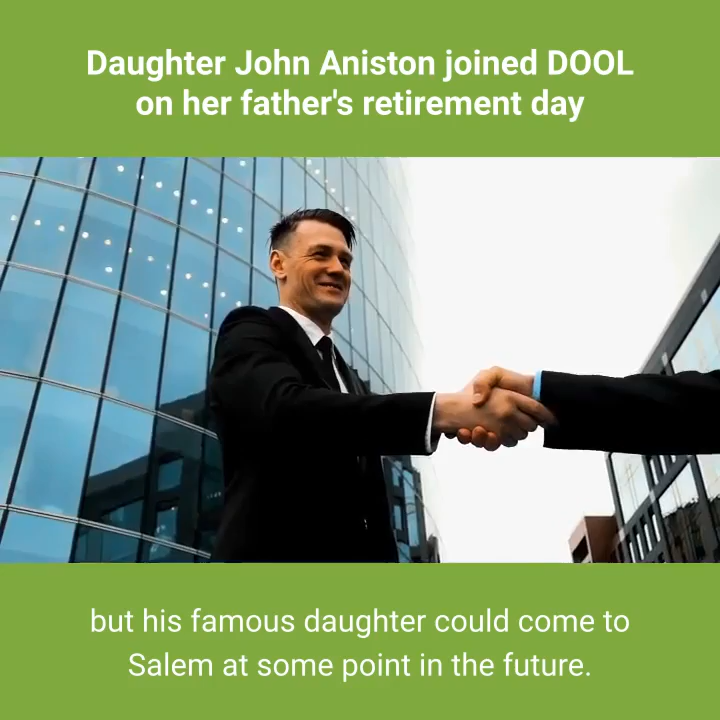 Daughter John Aniston joined DOOL
on her father's retirement day
but his famous daughter could come to
Salem at some point in the future.